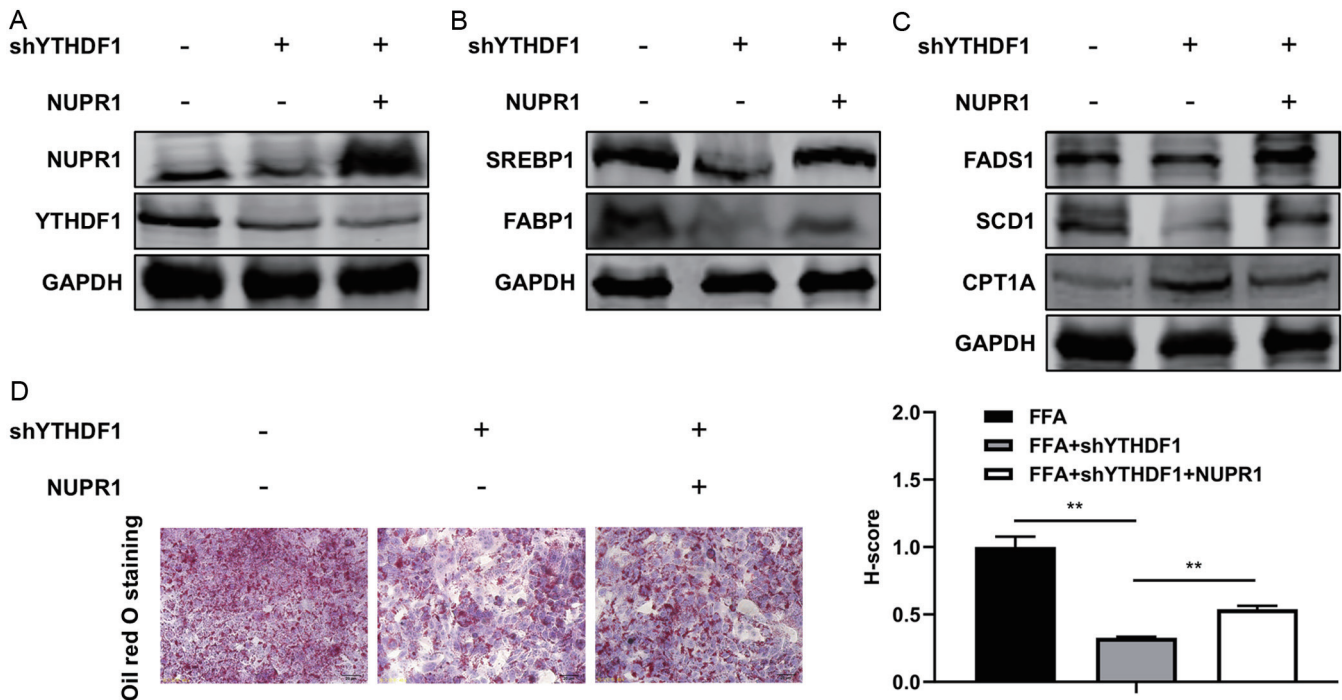 A
shYTHDF1 - + +
NUPR1 - - +
NUPR1
YTHDF1
GAPDH
B
shYTHDF1 - + +
NUPR1 - - +
SREBP1
FABP1
GAPDH
C
shYTHDF1 - + +
NUPR1 - - +
FADS1
SCD1
CPT1A
GAPDH
D
shYTHDF1 - + +
NUPR1 - - +
Oil red O staining
H-score
2.0
1.5
1.0
0.5
0.0
FFA
FFA+shYTHDF1
FFA+shYTHDF1+NUPR1
**
**